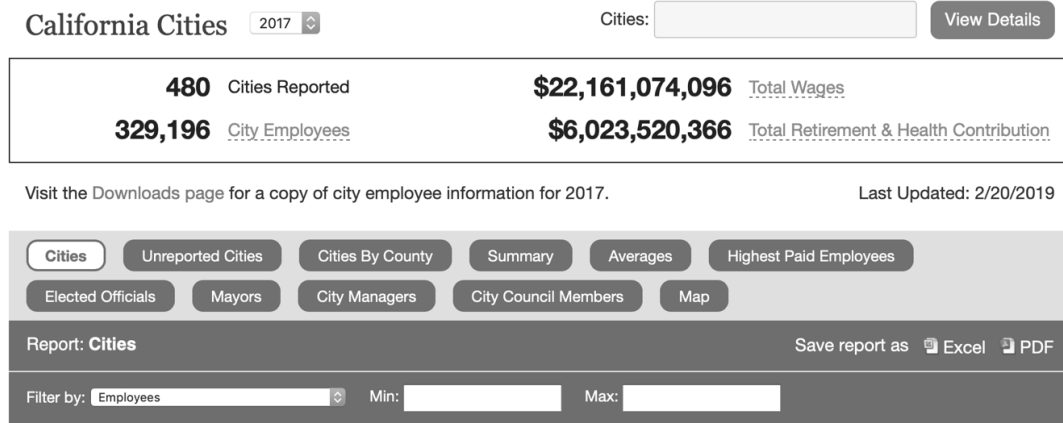 California Cities 2017 Cities: View Details
480 Cities Reported $22,161,074,096 Total Wages
329,196 City Employees $6,023,520,366 Total Retirement & Health Contribution
Visit the Downloads page for a copy of city employee information for 2017. Last Updated: 2/20/2019
Cities Unreported Cities Cities By County Summary Averages Highest Paid Employees
Elected Officials Mayors City Managers City Council Members Map
Report: Cities Save report as Excel PDF
Filter by: Employees Min: Max: